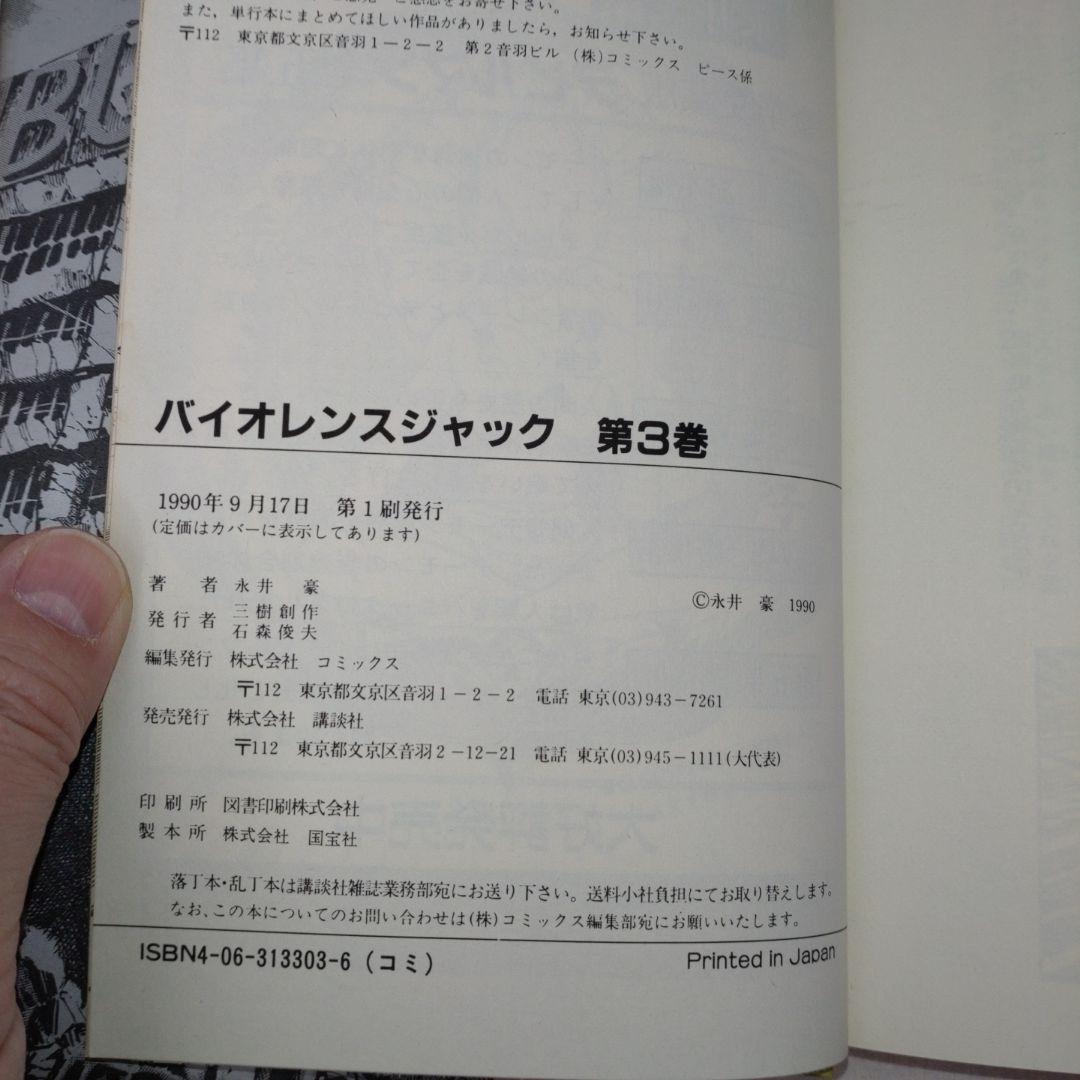 ご感想をお寄せ下さい。
また，単行本にまとめてほしい作品がありましたら，お知らせ下さい。
〒112 東京都文京区音羽1－2－2 第2音羽ビル (株)コミックス ピース係
バイオレンスジャック 第3巻
1990年9月17日 第1刷発行
(定価はカバーに表示してあります)
著者 永井 豪
©永井 豪 1990
発行者 三樹創作
石森俊夫
編集発行 株式会社 コミックス
〒112 東京都文京区音羽1－2－2 電話 東京(03)943－7261
発売発行 株式会社 講談社
〒112 東京都文京区音羽2－12－21 電話 東京(03)945－1111(大代表)
印刷所 図書印刷株式会社
製本所 株式会社 国宝社
落丁本・乱丁本は講談社雑誌業務部宛にお送り下さい。送料小社負担にてお取り替えします。
なお、この本についてのお問い合わせは(株)コミックス編集部宛にお願いいたします。
ISBN4-06-313303-6 (コミ)
Printed in Japan